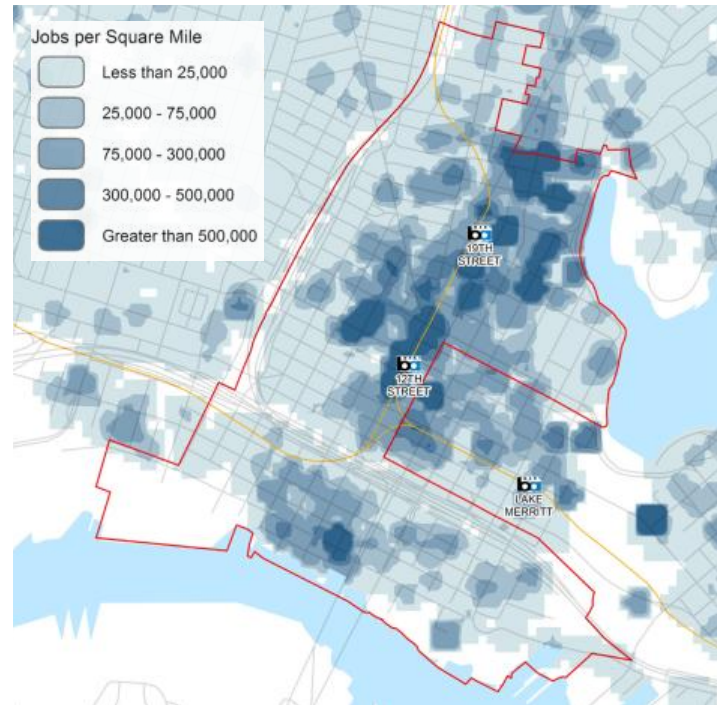 Jobs per Square Mile
Less than 25,000
25,000 - 75,000
75,000 - 300,000
300,000 - 500,000
Greater than 500,000
19TH
STREET
12TH
STREET
LAKE
MERRITT